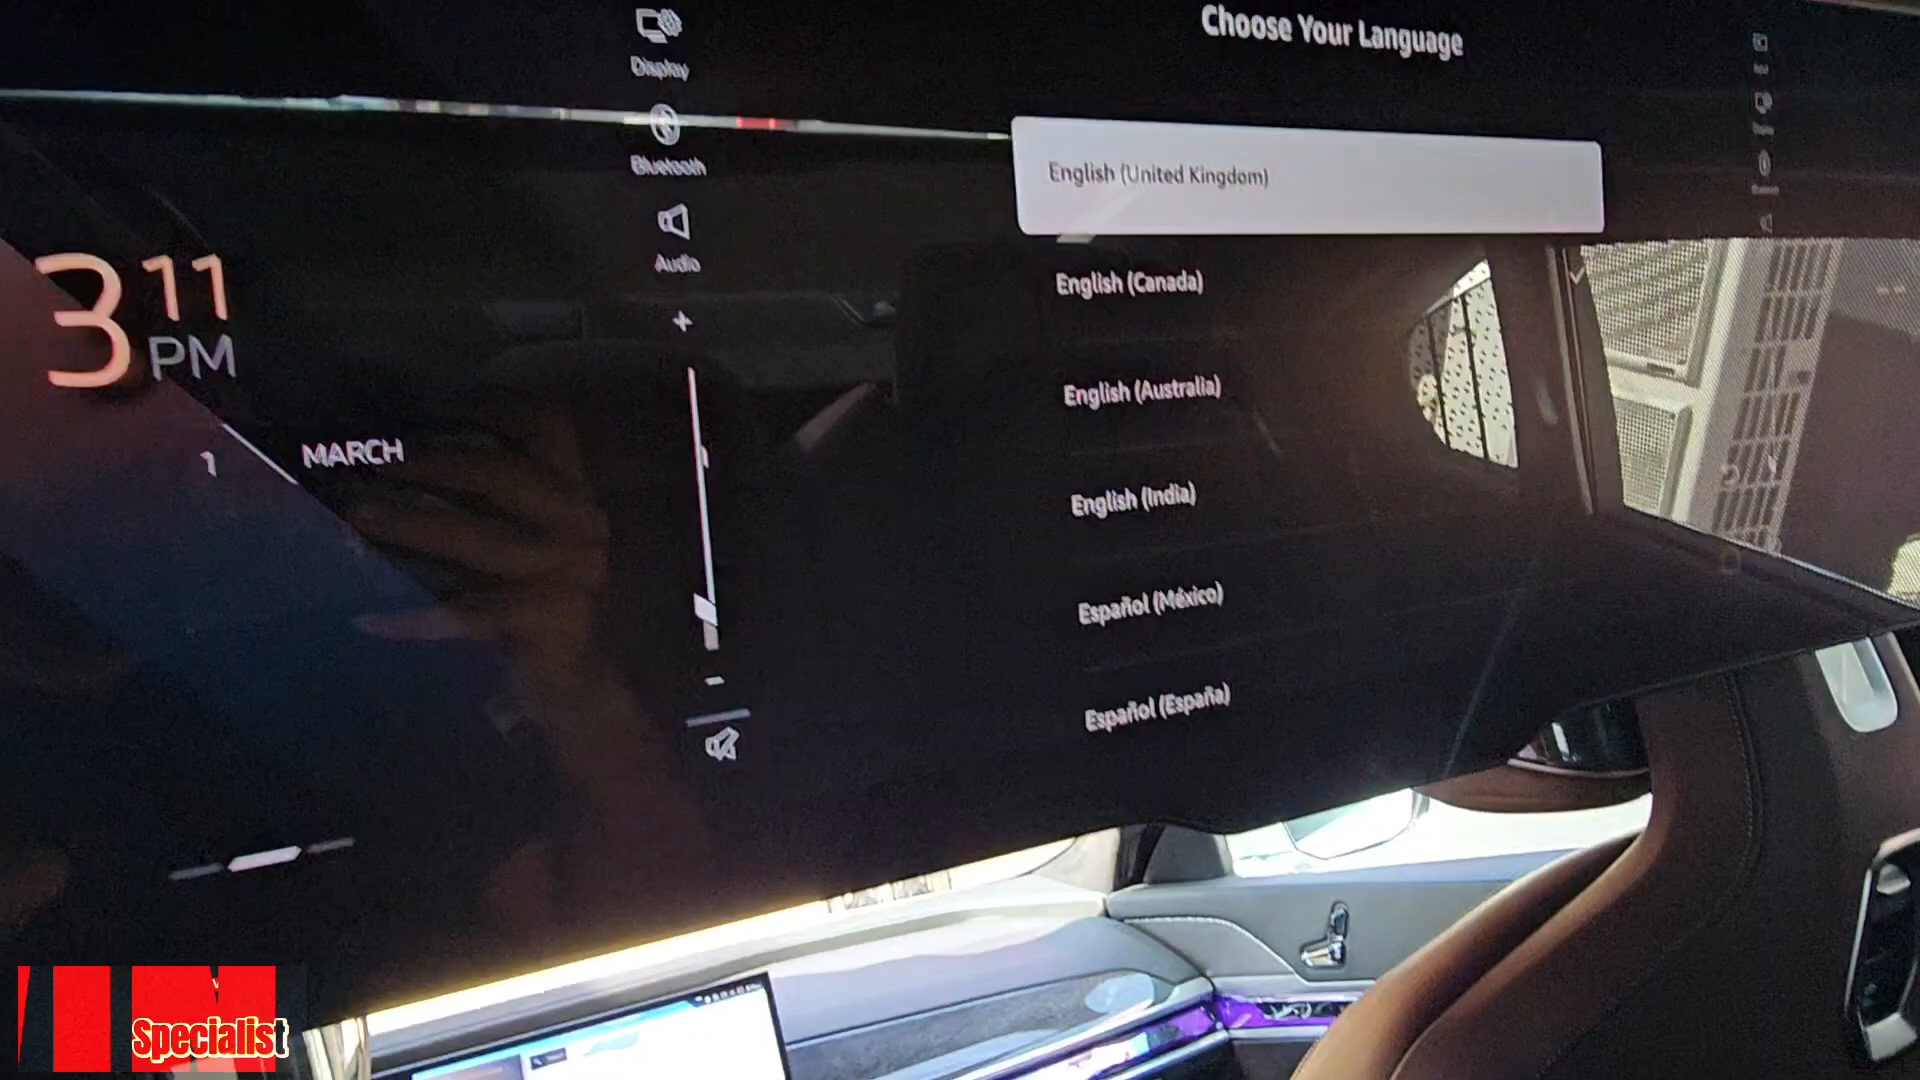 Display
Bluetooth
Audio
+
-
3 11
PM
1 MARCH
Choose Your Language
English (United Kingdom)
English (Canada)
English (Australia)
English (India)
Español (México)
Español (España)
Specialist